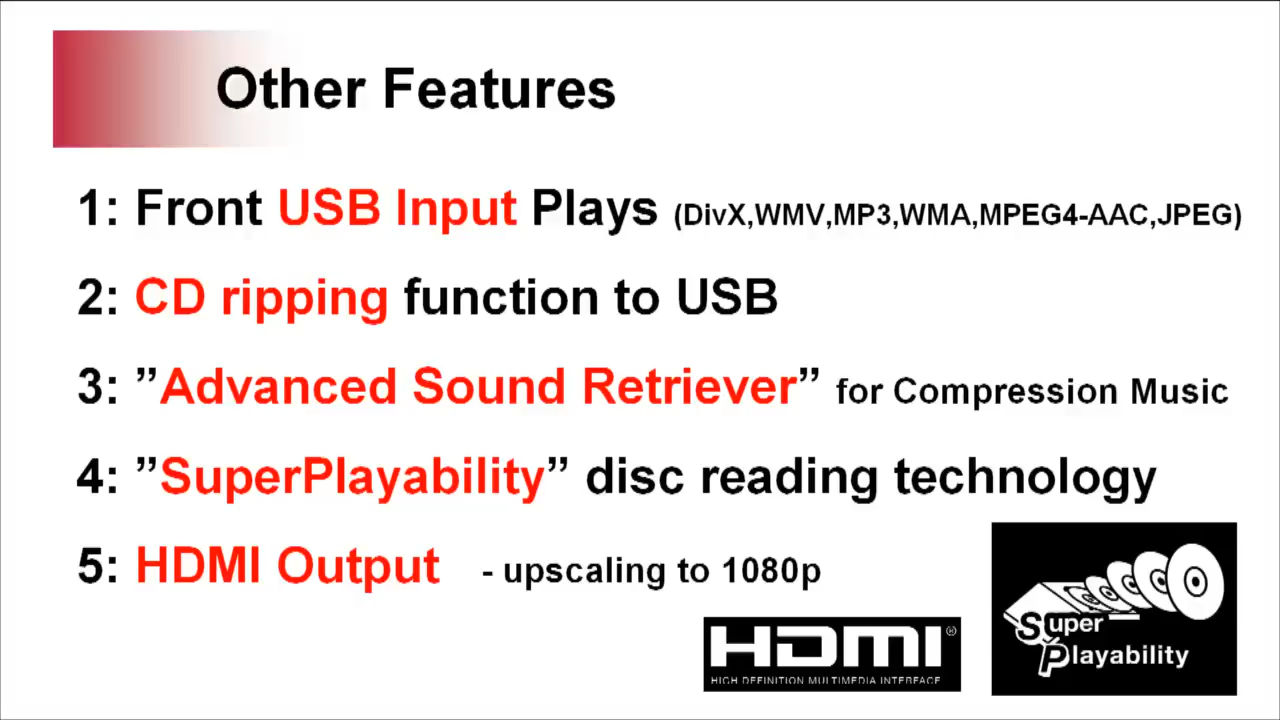 Other Features
1: Front USB Input Plays (DivX,WMV,MP3,WMA,MPEG4-AAC,JPEG)
2: CD ripping function to USB
3: ”Advanced Sound Retriever” for Compression Music
4: ”SuperPlayability” disc reading technology
5: HDMI Output - upscaling to 1080p
HDMI®
HIGH DEFINITION MULTIMEDIA INTERFACE
Super
Playability